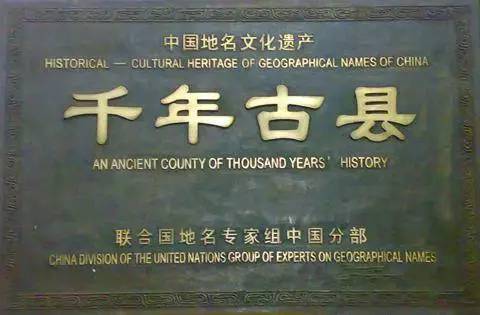 中国地名文化遗产
HISTORICAL — CULTURAL HERITAGE OF GEOGRAPHICAL NAMES OF CHINA
千年古县
AN ANCIENT COUNTY OF THOUSAND YEARS' HISTORY
联合国地名专家组中国分部
CHINA DIVISION OF THE UNITED NATIONS GROUP OF EXPERTS ON GEOGRAPHICAL NAMES